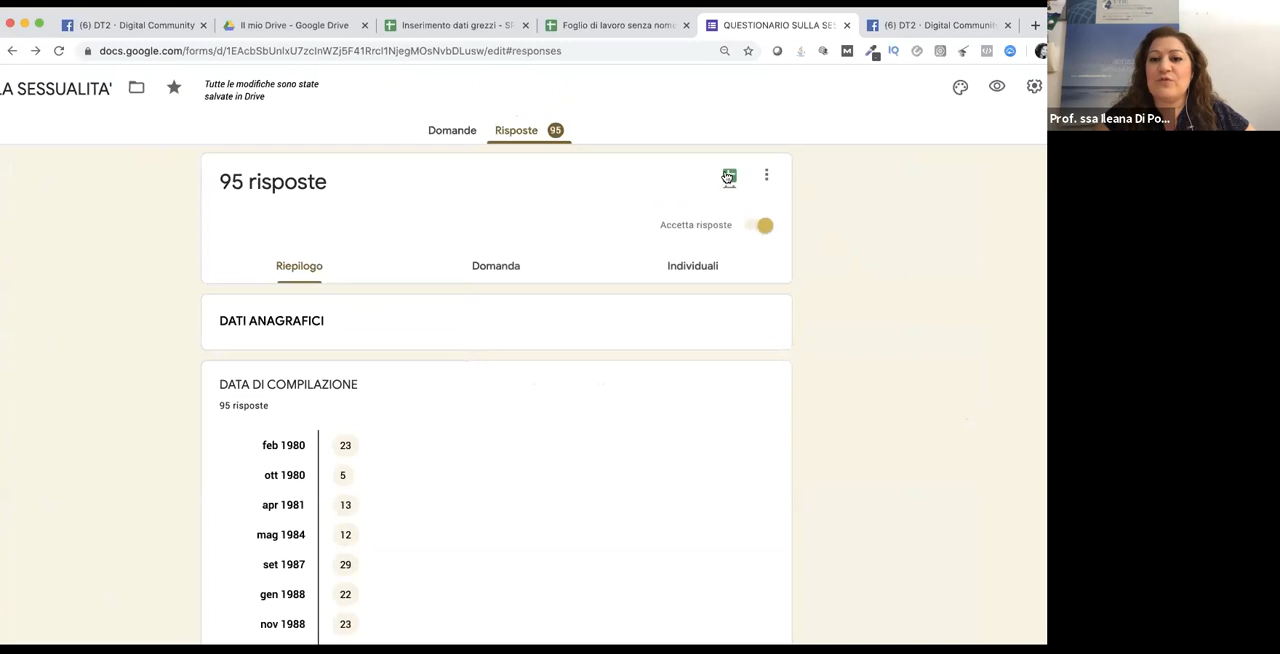 (6) DT2 · Digital Community
Il mio Drive - Google Drive
Inserimento dati grezzi - SP
Foglio di lavoro senza nome
QUESTIONARIO SULLA SES
(6) DT2 · Digital Communit
docs.google.com/forms/d/1EAcbSbUnIxU7zcInWZj5F41Rrcl1NjegMOsNvbDLusw/edit#responses
LA SESSUALITA'
Tutte le modifiche sono state
salvate in Drive
Domande
Risposte 95
95 risposte
Accetta risposte
Riepilogo
Domanda
Individuali
DATI ANAGRAFICI
DATA DI COMPILAZIONE
95 risposte
feb 1980 23
ott 1980 5
apr 1981 13
mag 1984 12
set 1987 29
gen 1988 22
nov 1988 23
Prof. ssa Ileana Di Po...